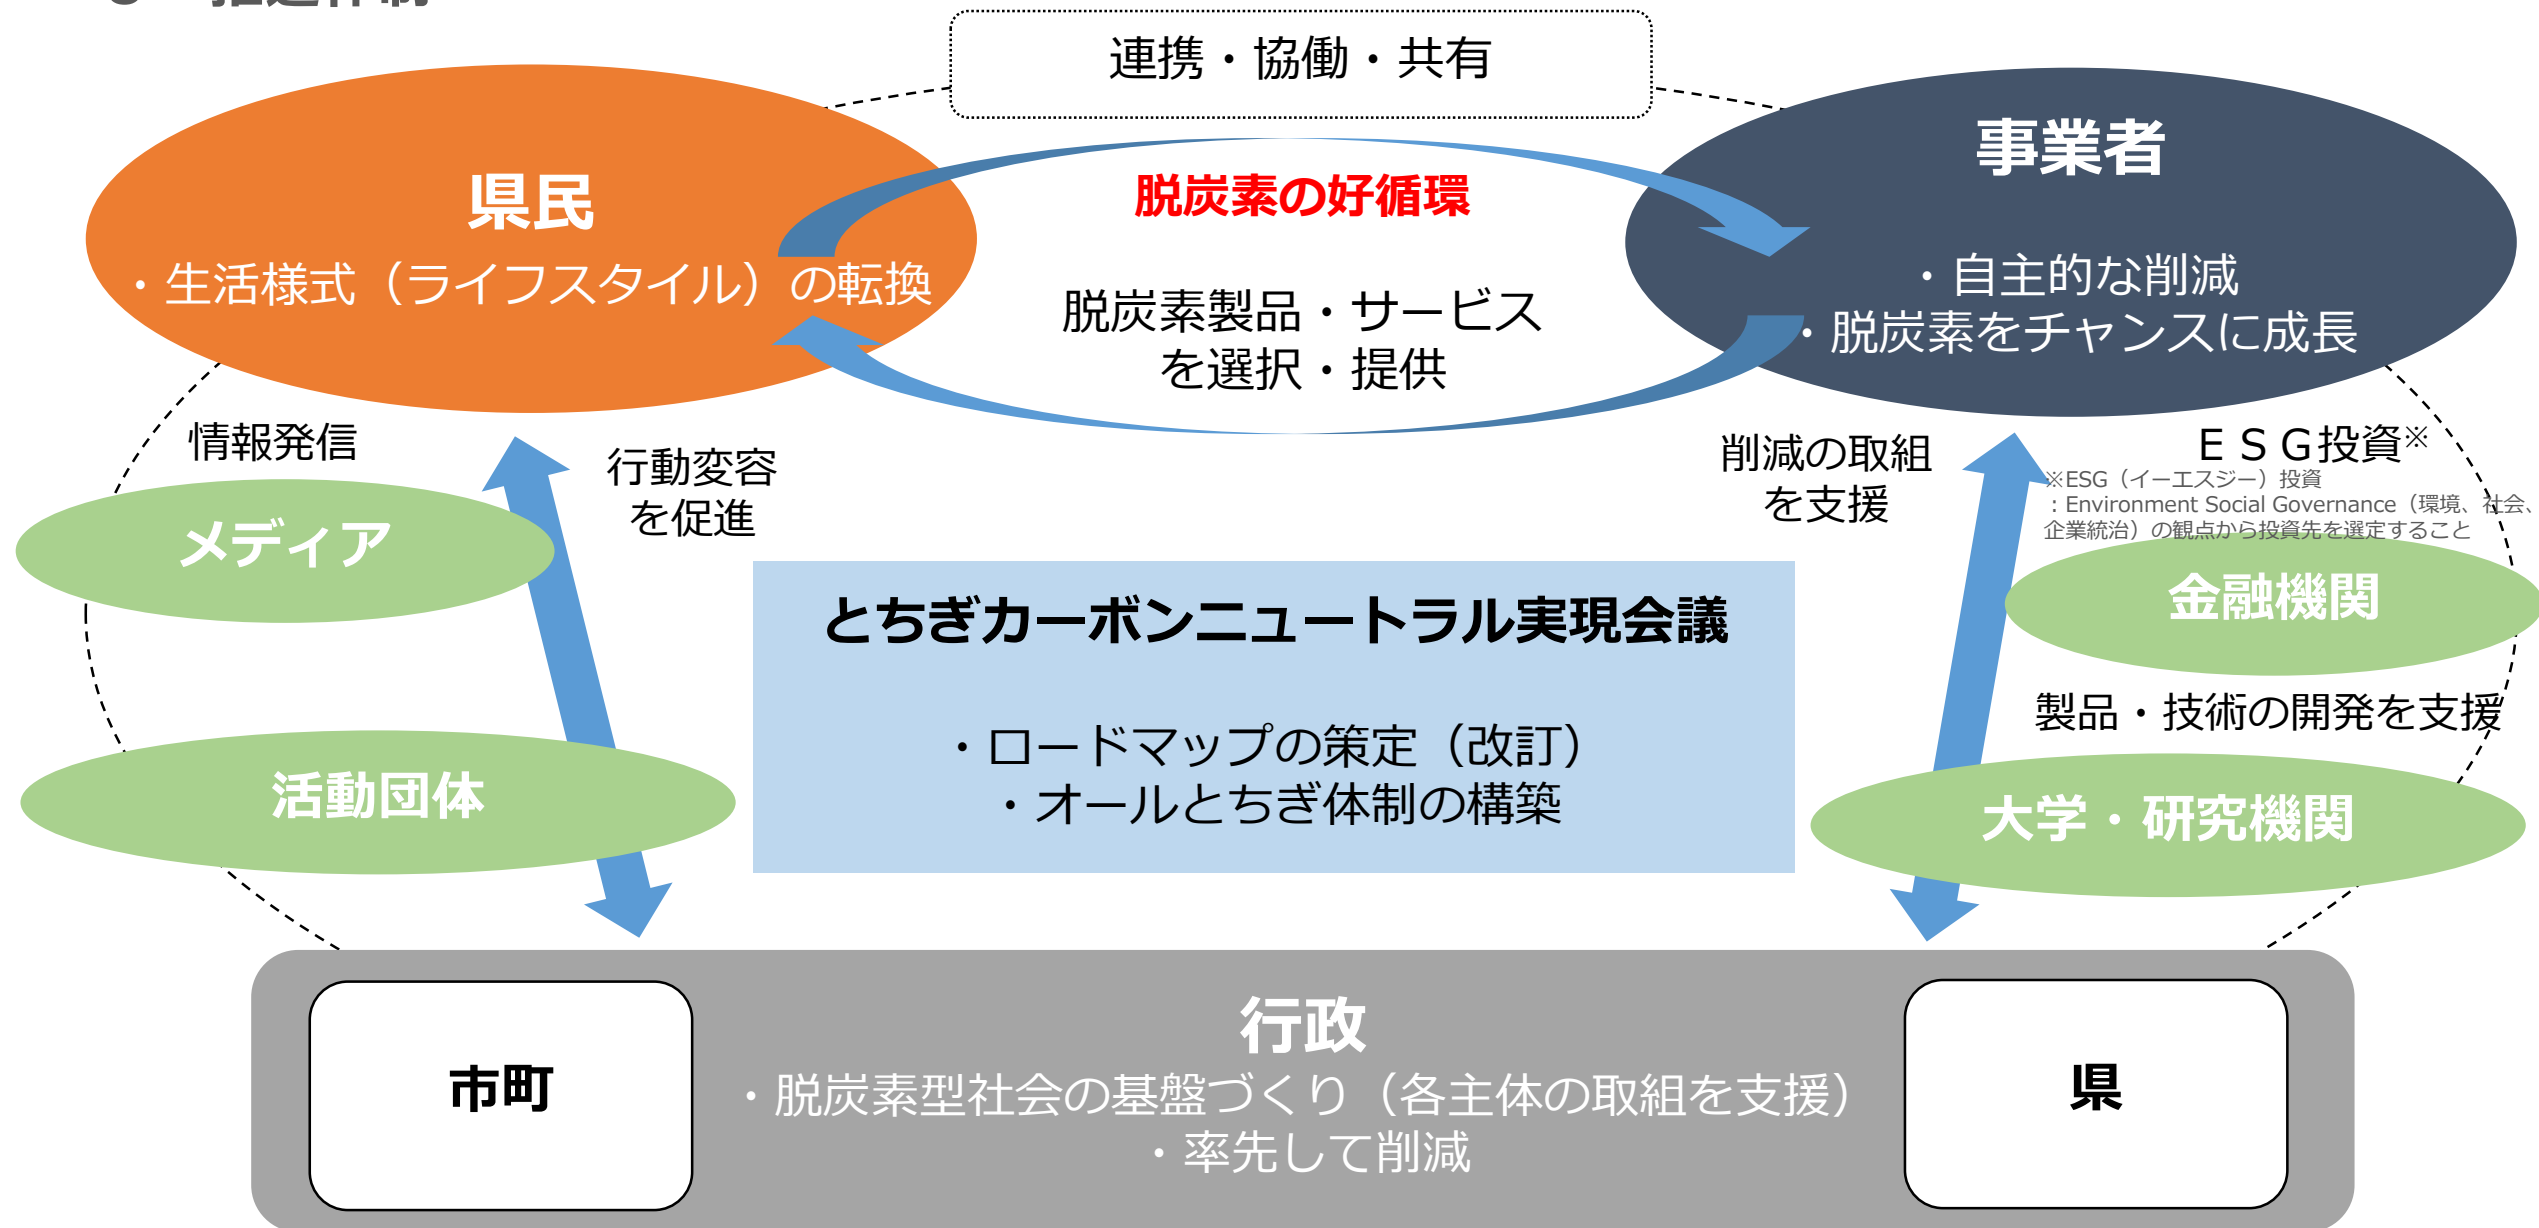 推進体制
連携・協働・共有
県民
・生活様式（ライフスタイル）の転換
脱炭素の好循環
脱炭素製品・サービス
を選択・提供
事業者
・自主的な削減
・脱炭素をチャンスに成長
情報発信
行動変容
を促進
削減の取組
を支援
ＥＳＧ投資※
※ESG（イーエスジー）投資
：Environment Social Governance（環境、社会、
企業統治）の観点から投資先を選定すること
メディア
金融機関
とちぎカーボンニュートラル実現会議
・ロードマップの策定（改訂）
・オールとちぎ体制の構築
製品・技術の開発を支援
活動団体
大学・研究機関
行政
・脱炭素型社会の基盤づくり（各主体の取組を支援）
・率先して削減
市町
県